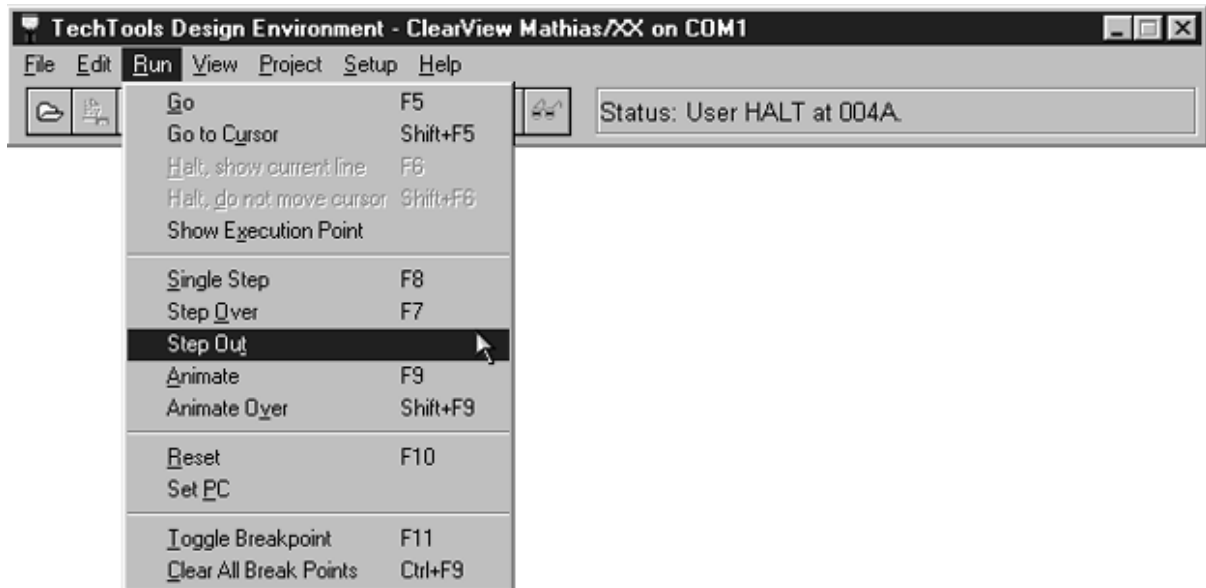 TechTools Design Environment - ClearView Mathias/XX on COM1
File Edit Run View Project Setup Help
Status: User HALT at 004A.
Go F5
Go to Cursor Shift+F5
Halt, show current line F6
Halt, do not move cursor Shift+F6
Show Execution Point
Single Step F8
Step Over F7
Step Out
Animate F9
Animate Over Shift+F9
Reset F10
Set PC
Toggle Breakpoint F11
Clear All Break Points Ctrl+F9